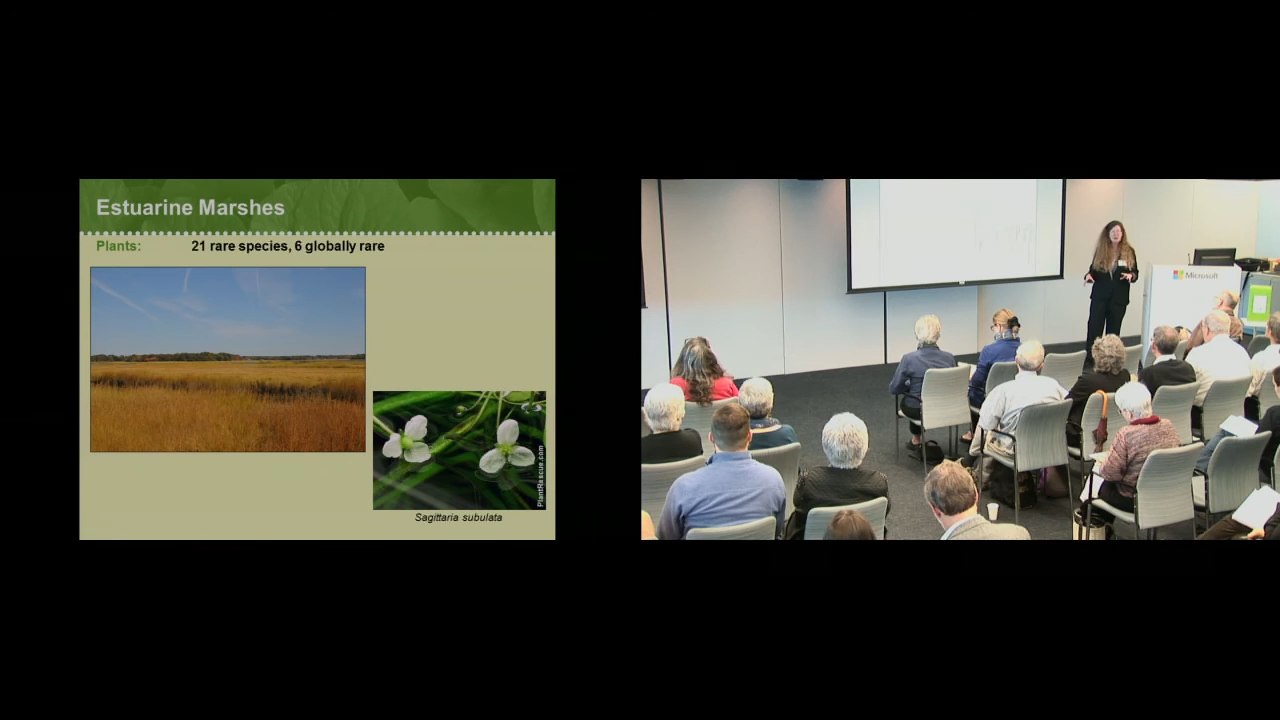 Estuarine Marshes
Plants: 21 rare species, 6 globally rare
PlantRescue.com
Sagittaria subulata
Microsoft